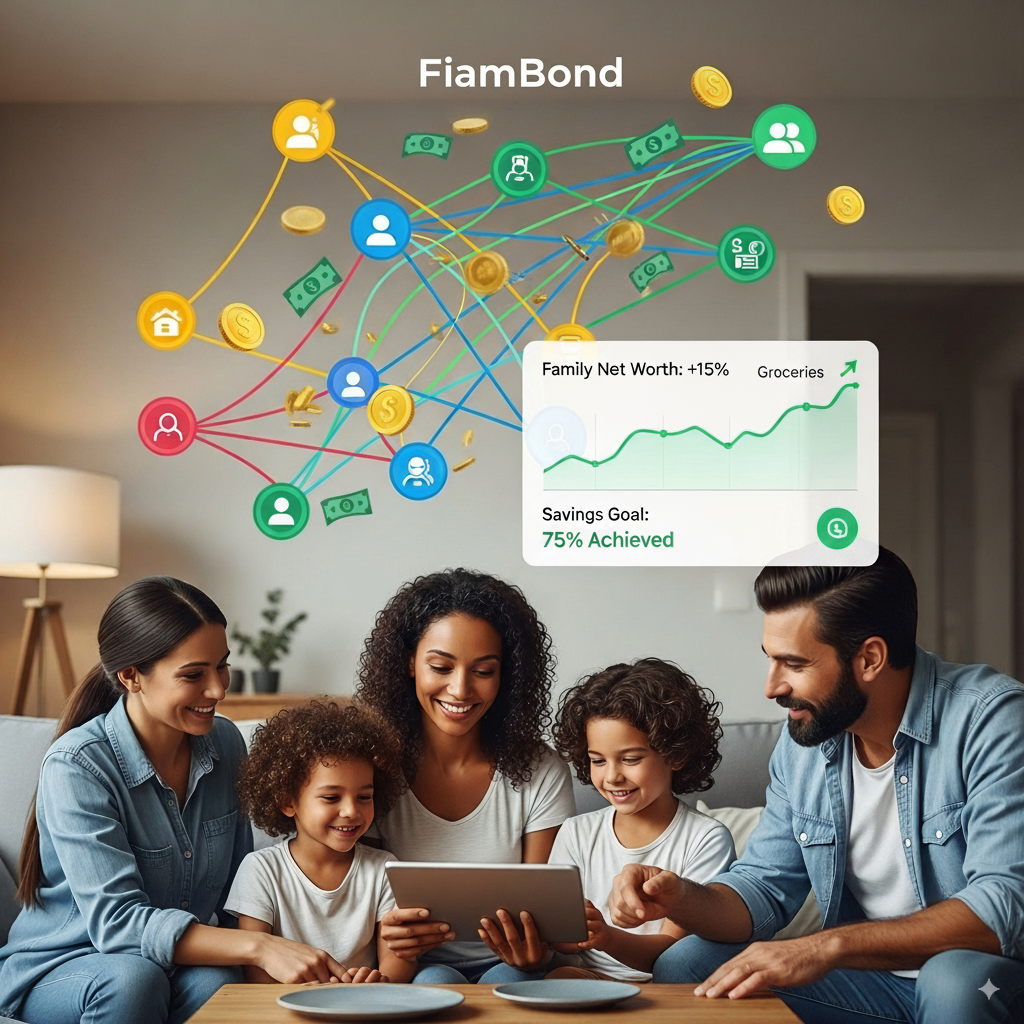 FiamBond
Family Net Worth: +15%
Groceries
Savings Goal:
75% Achieved